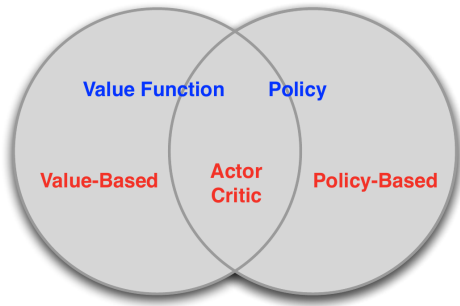 Value Function
Policy
Value-Based
Actor
Critic
Policy-Based